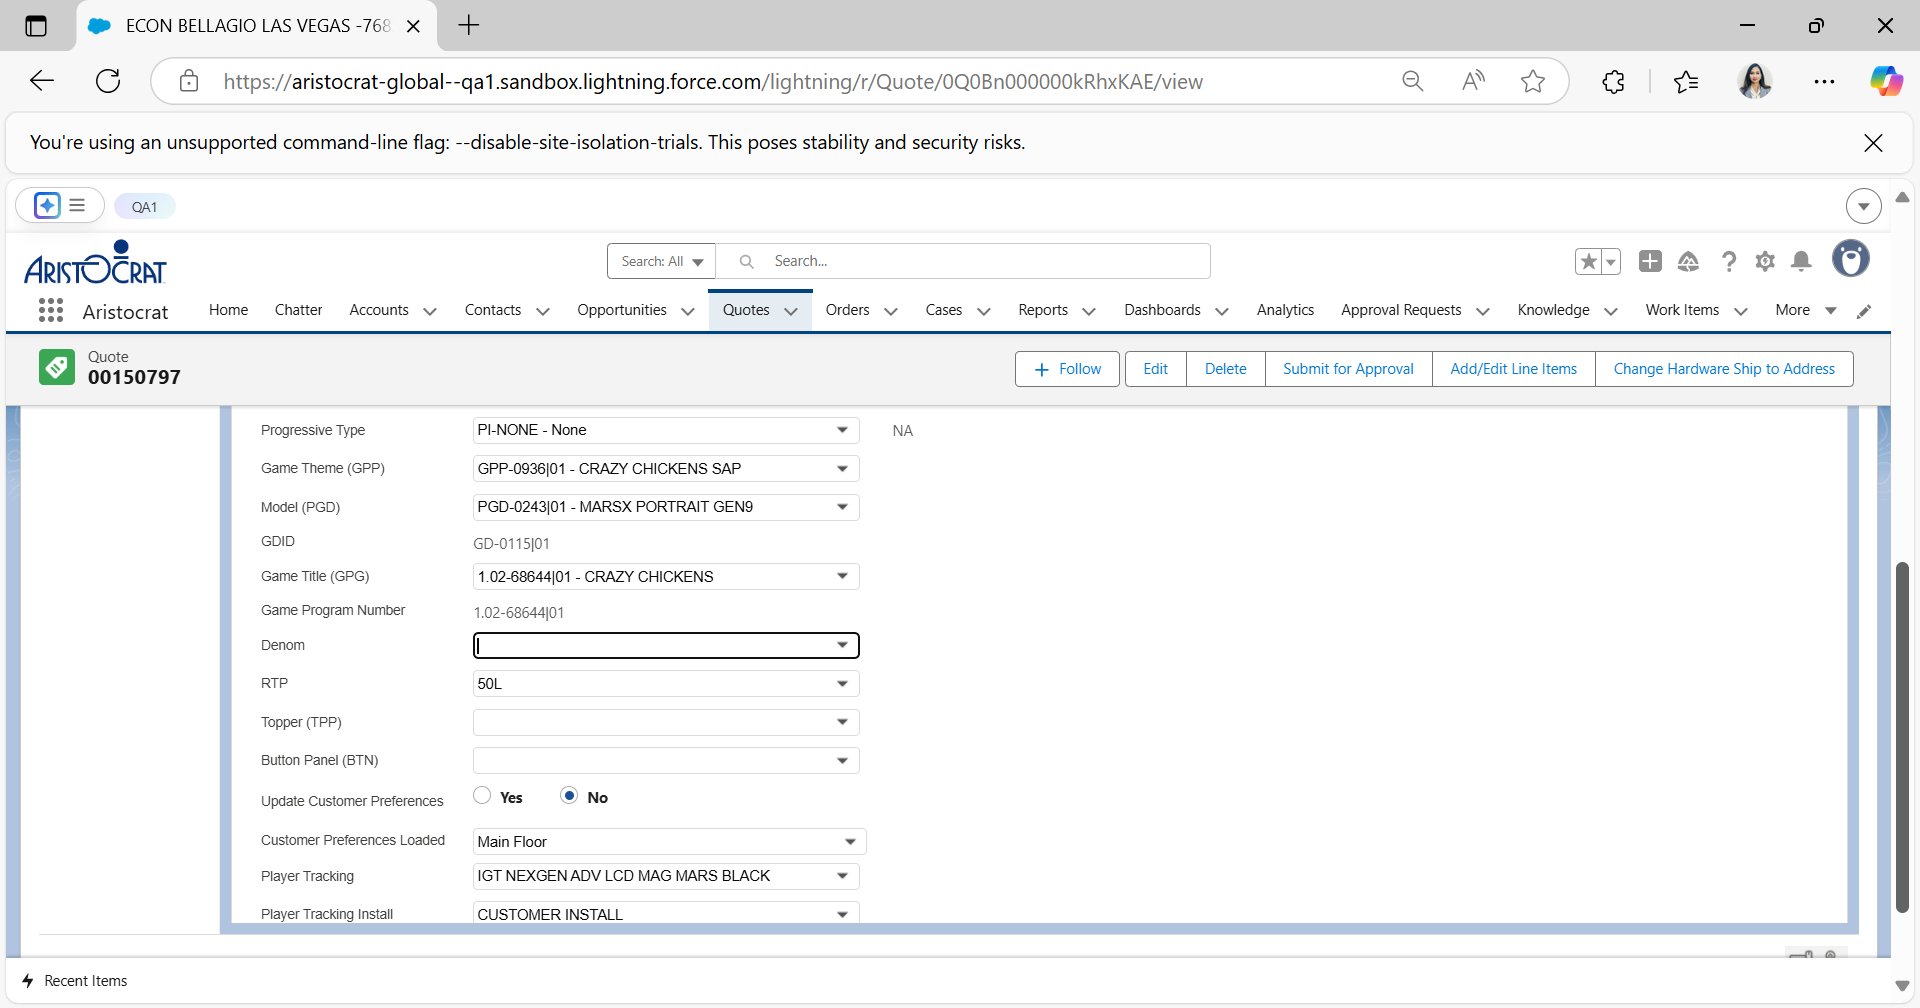 ECON BELLAGIO LAS VEGAS -768
https://aristocrat-global--qa1.sandbox.lightning.force.com/lightning/r/Quote/0Q0Bn000000kRhxKAE/view
You're using an unsupported command-line flag: --disable-site-isolation-trials. This poses stability and security risks.
QA1
ARISTOCRAT
Search: All
Search...
Aristocrat
Home
Chatter
Accounts
Contacts
Opportunities
Quotes
Orders
Cases
Reports
Dashboards
Analytics
Approval Requests
Knowledge
Work Items
More
Quote
00150797
Follow
Edit
Delete
Submit for Approval
Add/Edit Line Items
Change Hardware Ship to Address
Progressive Type PI-NONE - None NA
Game Theme (GPP) GPP-0936|01 - CRAZY CHICKENS SAP
Model (PGD) PGD-0243|01 - MARSX PORTRAIT GEN9
GDID GD-0115|01
Game Title (GPG) 1.02-68644|01 - CRAZY CHICKENS
Game Program Number 1.02-68644|01
Denom
RTP 50L
Topper (TPP)
Button Panel (BTN)
Update Customer Preferences Yes No
Customer Preferences Loaded Main Floor
Player Tracking IGT NEXGEN ADV LCD MAG MARS BLACK
Player Tracking Install CUSTOMER INSTALL
Recent Items